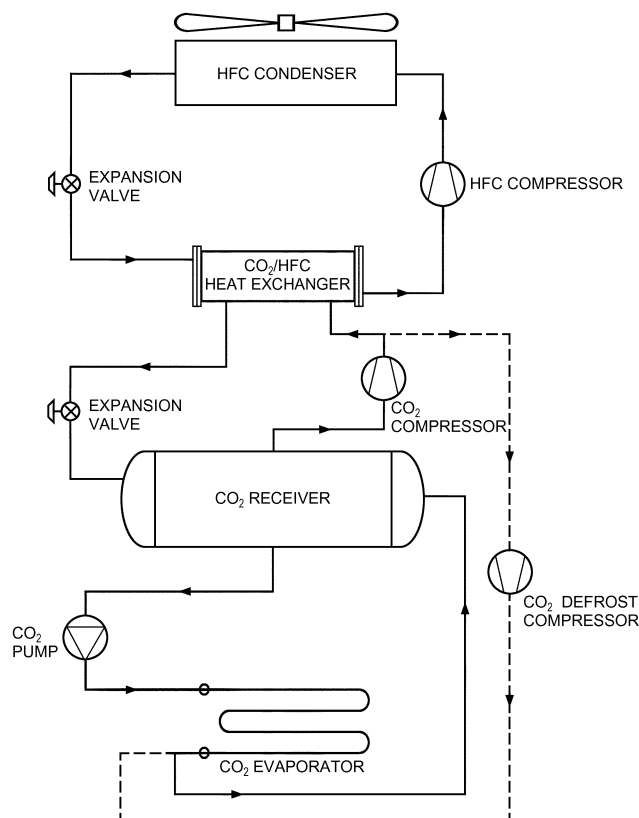 HFC CONDENSER
EXPANSION
VALVE
HFC COMPRESSOR
CO₂/HFC
HEAT EXCHANGER
EXPANSION
VALVE
CO₂
COMPRESSOR
CO₂ RECEIVER
CO₂ DEFROST
COMPRESSOR
CO₂
PUMP
CO₂ EVAPORATOR